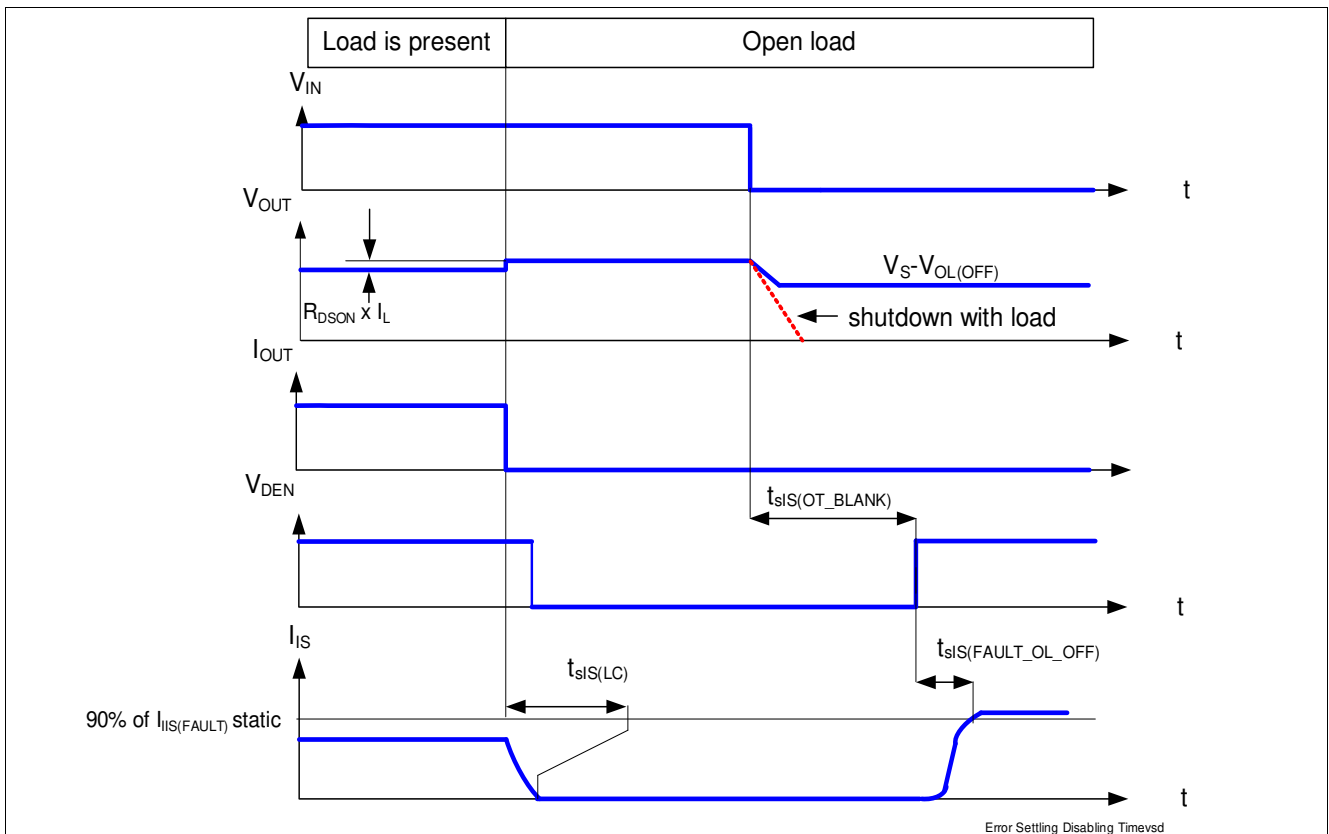 Load is present
Open load
VIN
t
VOUT
VS-VOL(OFF)
RDSON x IL
shutdown with load
t
IOUT
tsIS(OT_BLANK)
VDEN
t
IIS
tsIS(FAULT_OL_OFF)
tsIS(LC)
90% of IIIS(FAULT) static
t
Error Settling Disabling Timevsd